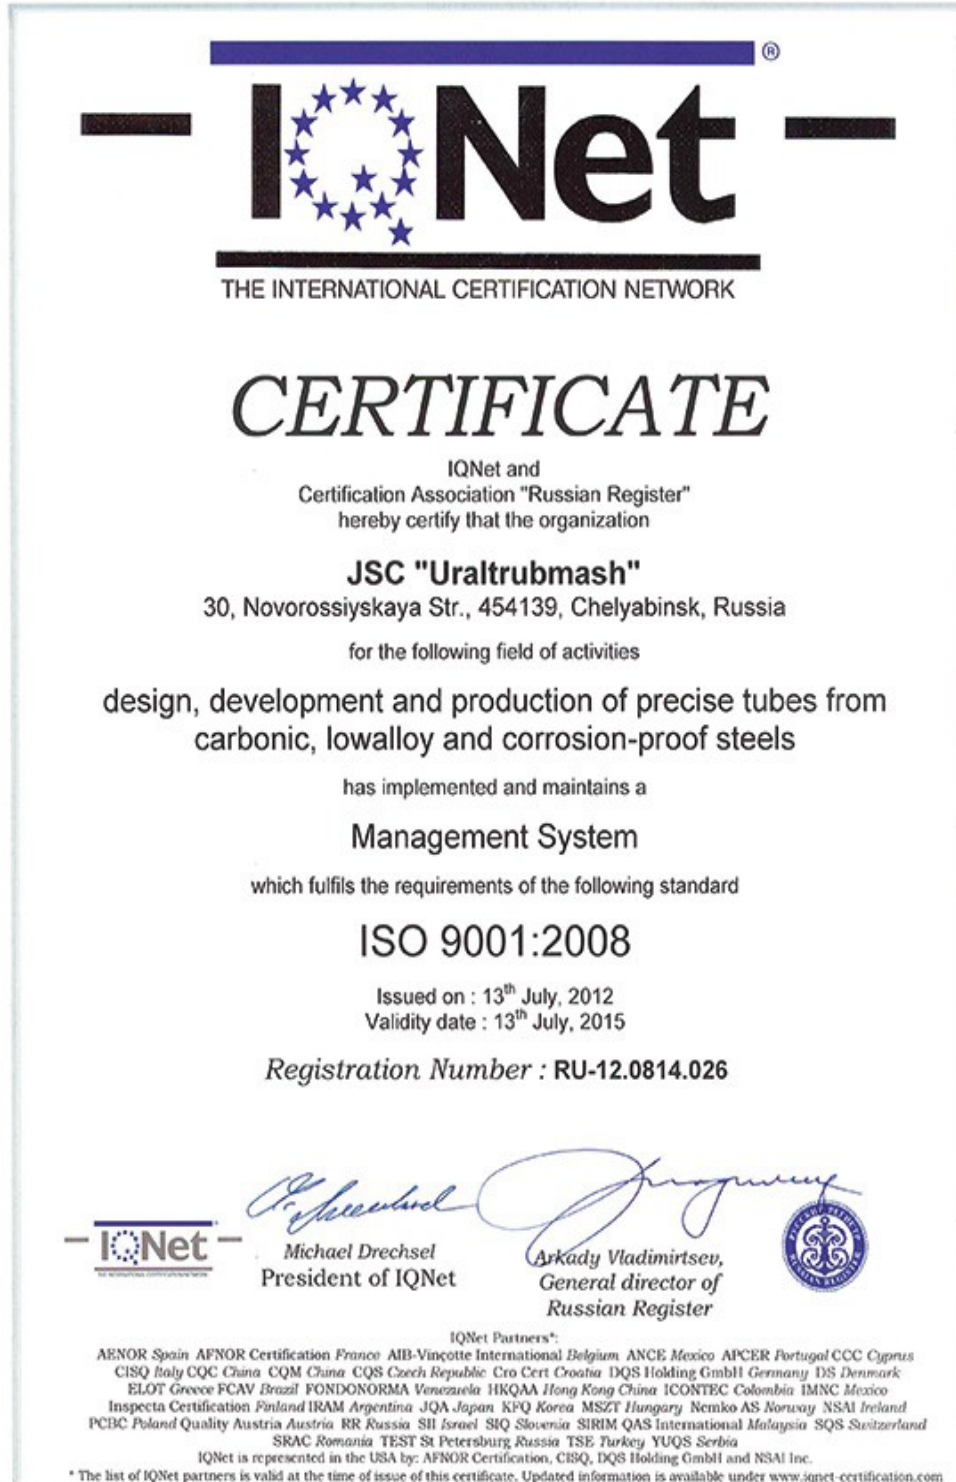 IQNet®
THE INTERNATIONAL CERTIFICATION NETWORK
CERTIFICATE
IQNet and
Certification Association "Russian Register"
hereby certify that the organization
JSC "Uraltrubmash"
30, Novorossiyskaya Str., 454139, Chelyabinsk, Russia
for the following field of activities
design, development and production of precise tubes from
carbonic, lowalloy and corrosion-proof steels
has implemented and maintains a
Management System
which fulfils the requirements of the following standard
ISO 9001:2008
Issued on : 13th July, 2012
Validity date : 13th July, 2015
Registration Number : RU-12.0814.026
IQNet
THE INTERNATIONAL CERTIFICATION NETWORK
Michael Drechsel
President of IQNet
Arkady Vladimirtsev,
General director of
Russian Register
РУССКИЙ РЕГИСТР
RUSSIAN REGISTER
IQNet Partners*:
AENOR Spain AFNOR Certification France AIB-Vinçotte International Belgium ANCE Mexico APCER Portugal CCC Cyprus
CISQ Italy CQC China CQM China CQS Czech Republic Cro Cert Croatia DQS Holding GmbH Germany DS Denmark
ELOT Greece FCAV Brazil FONDONORMA Venezuela HKQAA Hong Kong China ICONTEC Colombia IMNC Mexico
Inspecta Certification Finland IRAM Argentina JQA Japan KFQ Korea MSZT Hungary Nemko AS Norway NSAI Ireland
PCBC Poland Quality Austria Austria RR Russia SII Israel SIQ Slovenia SIRIM QAS International Malaysia SQS Switzerland
SRAC Romania TEST St Petersburg Russia TSE Turkey YUQS Serbia
IQNet is represented in the USA by: AFNOR Certification, CISQ, DQS Holding GmbH and NSAI Inc.
* The list of IQNet partners is valid at the time of issue of this certificate. Updated information is available under www.iqnet-certification.com